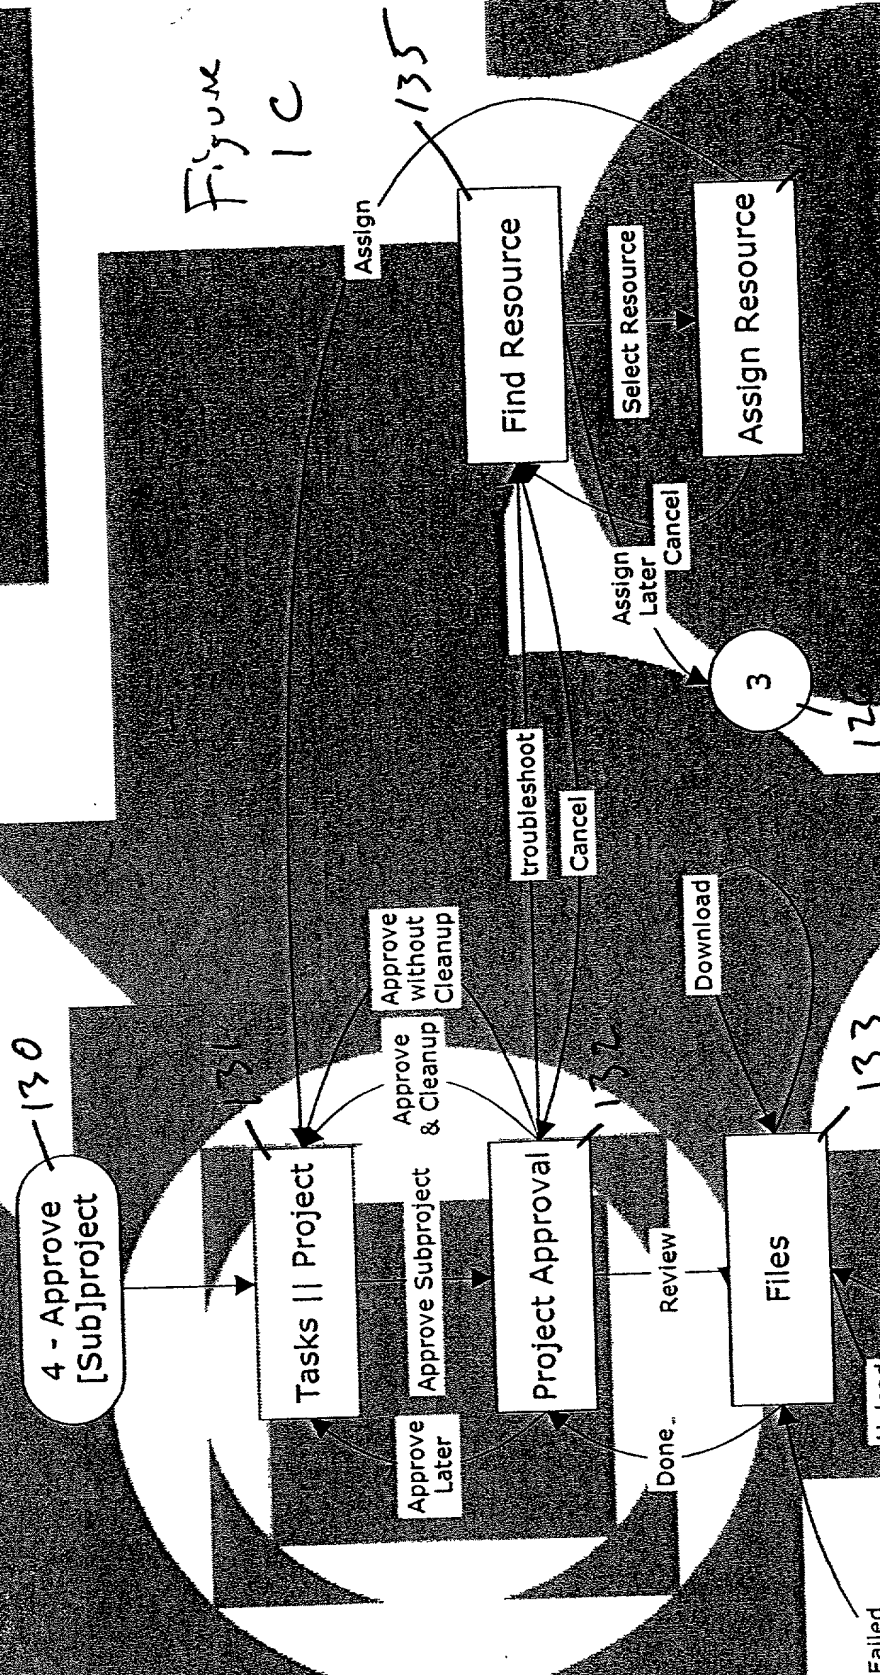 Figure
1C
130
4 - Approve
[Sub]project
131
Tasks || Project
Approve
& Cleanup
Approve
without
Cleanup
Assign
135
Find Resource
Approve Subproject
Approve
Later
132
Project Approval
troubleshoot
Cancel
Select Resource
Assign Resource
Assign
Later
Cancel
3
Review
Done..
133
Files
Download
Failed